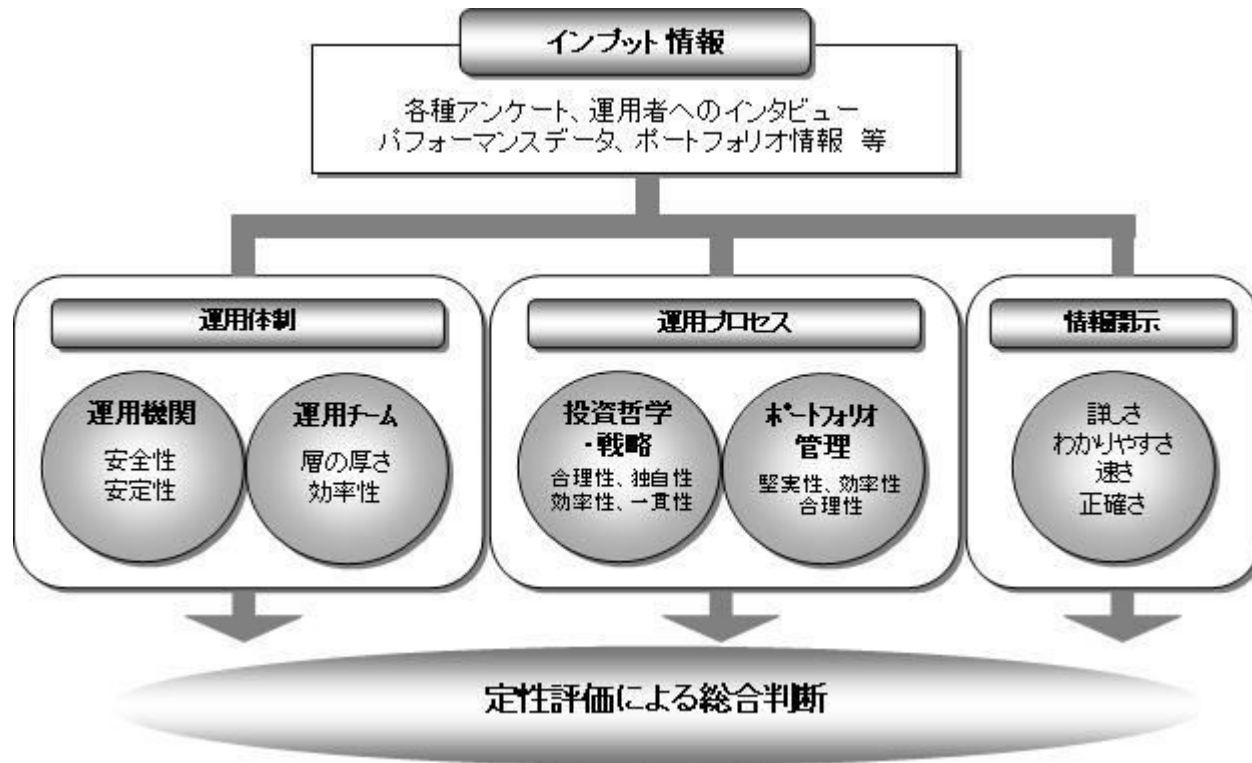 インプット情報
各種アンケート、運用者へのインタビュー
パフォーマンスデータ、ポートフォリオ情報 等
運用体制
運用機関
安全性
安定性
運用チーム
層の厚さ
効率性
運用プロセス
投資哲学
・戦略
合理性、独自性
効率性、一貫性
ポートフォリオ
管理
堅実性、効率性
合理性
情報開示
詳しさ
わかりやすさ
速さ
正確さ
定性評価による総合判断